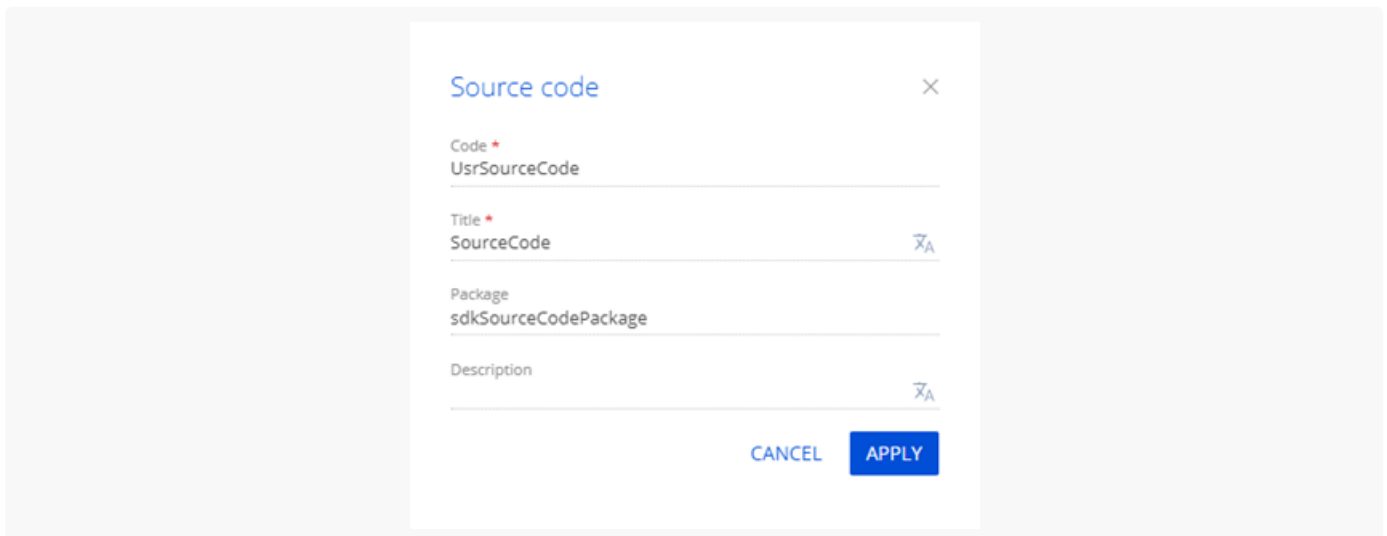 Source code
Code *
UsrSourceCode
Title *
SourceCode
Package
sdkSourceCodePackage
Description
CANCEL APPLY